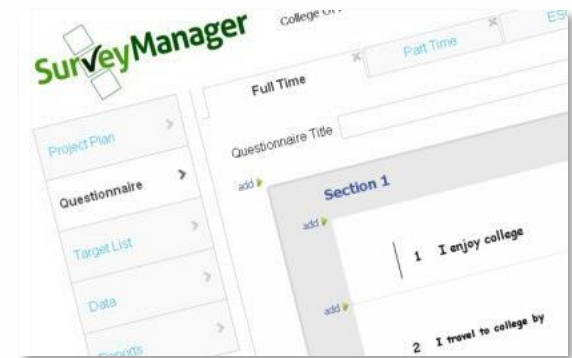 SurveyManager
College Of
Full Time
Part Time
Questionnaire Title
add
Section 1
add
1 I enjoy college
add
2 I travel to college by
Project Plan
Questionnaire
Target List
Data
Reports